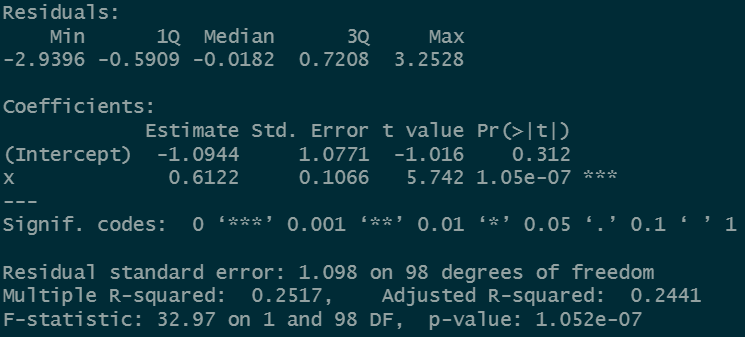 Residuals:
    Min      1Q  Median      3Q     Max
-2.9396 -0.5909 -0.0182  0.7208  3.2528
Coefficients:
            Estimate Std. Error t value Pr(>|t|)
(Intercept)  -1.0944     1.0771  -1.016    0.312
x             0.6122     0.1066   5.742 1.05e-07 ***
---
Signif. codes:  0 ‘***’ 0.001 ‘**’ 0.01 ‘*’ 0.05 ‘.’ 0.1 ‘ ’ 1
Residual standard error: 1.098 on 98 degrees of freedom
Multiple R-squared:  0.2517,    Adjusted R-squared:  0.2441
F-statistic: 32.97 on 1 and 98 DF,  p-value: 1.052e-07